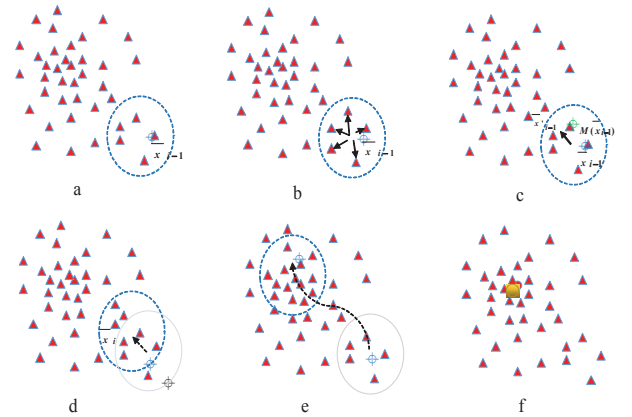 x̄ i−1
a
x̄ i−1
b
x̄' i−1
M(x̄i−1)
x̄ i−1
c
x̄ i
d
e
f